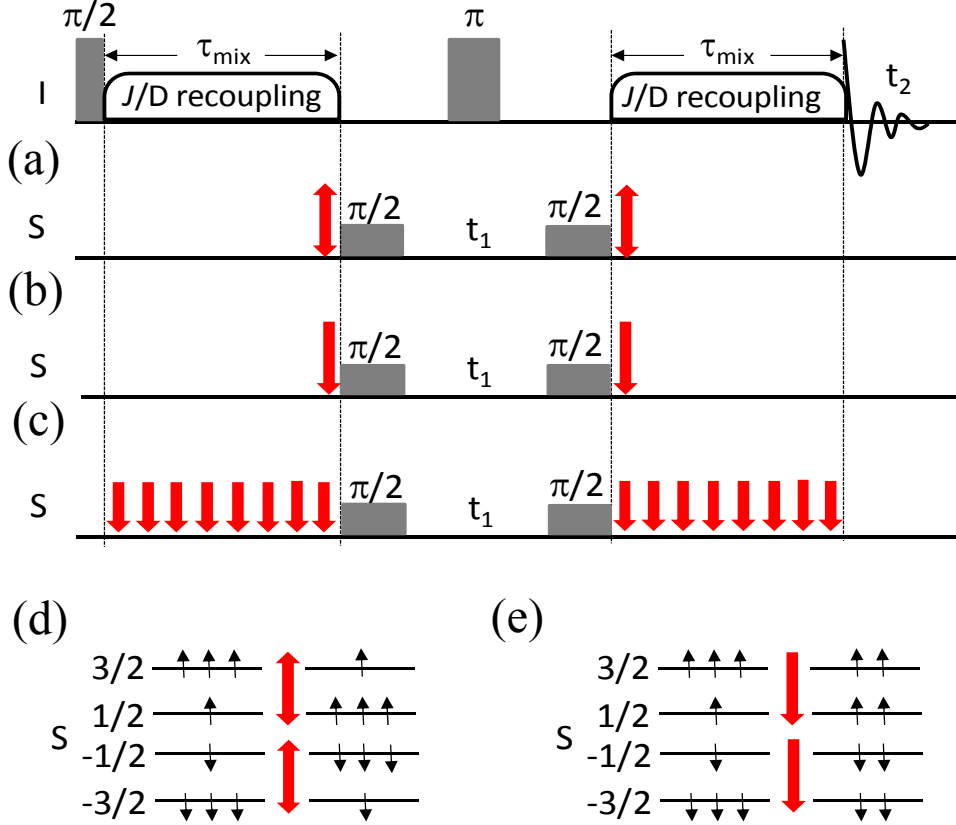 π/2 π
τmix τmix
I J/D recoupling J/D recoupling t2
(a)
S π/2 t1 π/2
(b)
S π/2 t1 π/2
(c)
S π/2 t1 π/2
(d) (e)
3/2 3/2
1/2 1/2
S S
-1/2 -1/2
-3/2 -3/2